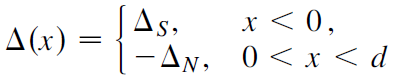 Δ(x) = { Δ_S, x < 0,
−Δ_N, 0 < x < d